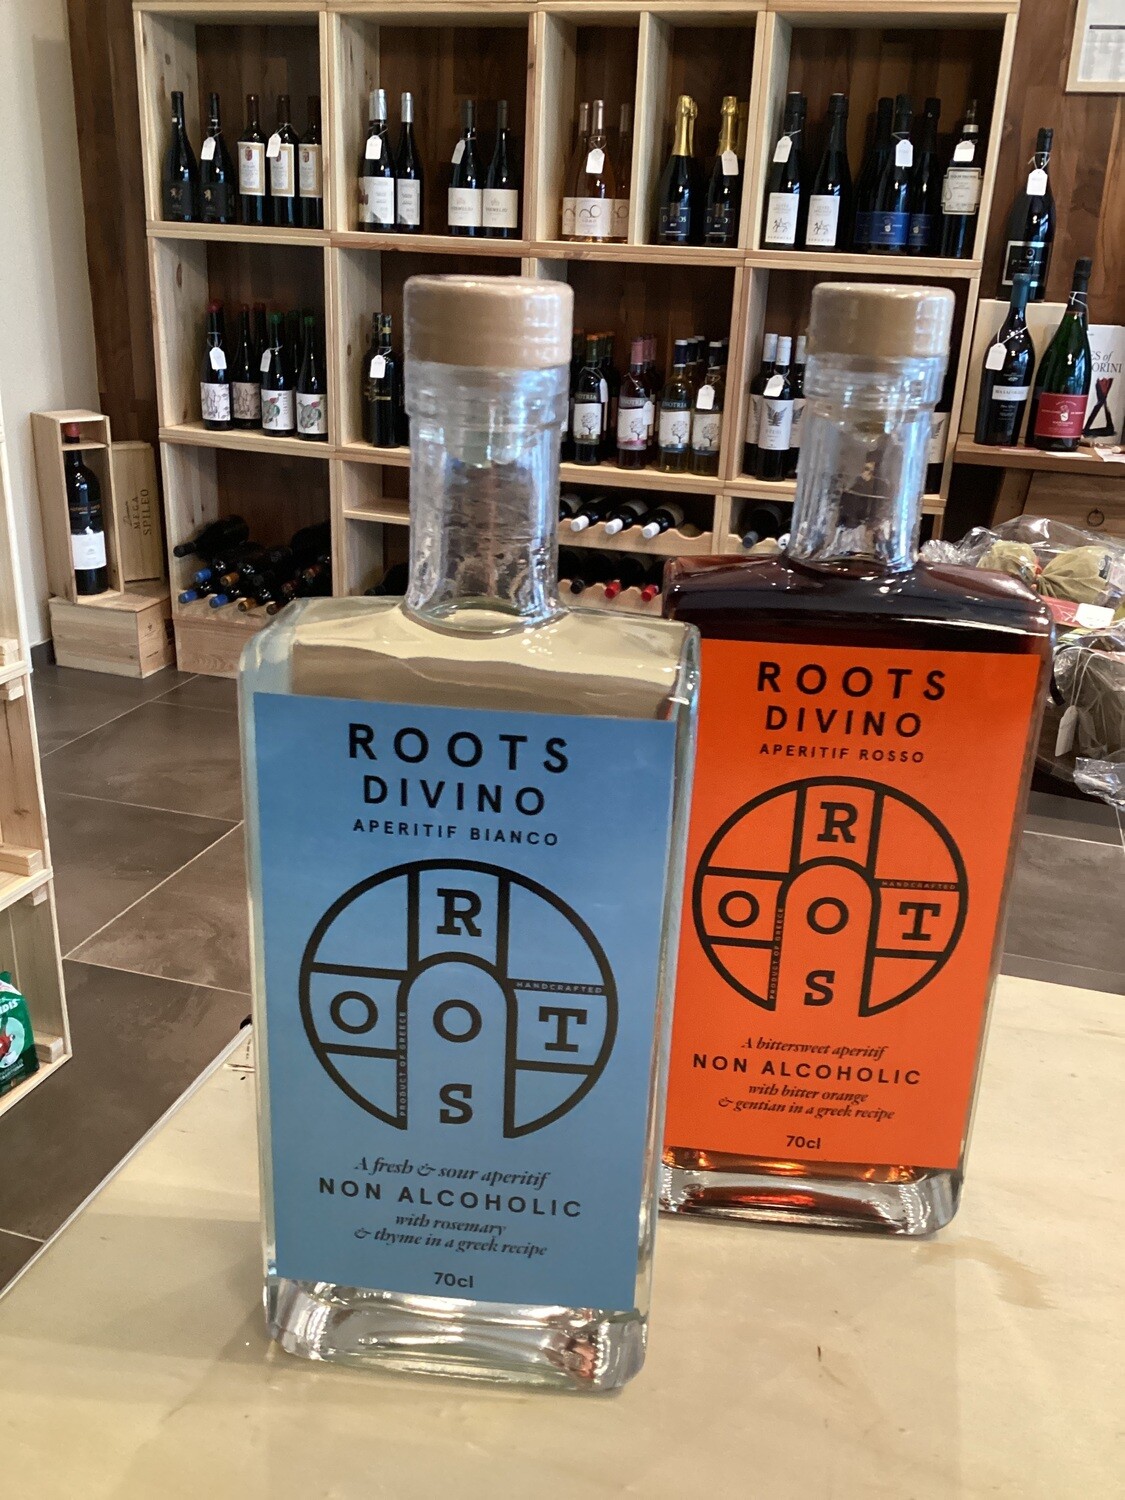 ROOTS
DIVINO
APERITIF BIANCO
R
O O T
S
HANDCRAFTED
PRODUCT OF GREECE
A fresh & sour aperitif
NON ALCOHOLIC
with rosemary
& thyme in a greek recipe
70cl
ROOTS
DIVINO
APERITIF ROSSO
R
O O T
S
HANDCRAFTED
PRODUCT OF GREECE
A bittersweet aperitif
NON ALCOHOLIC
with bitter orange
& gentian in a greek recipe
70cl
MEGA
SPILEO